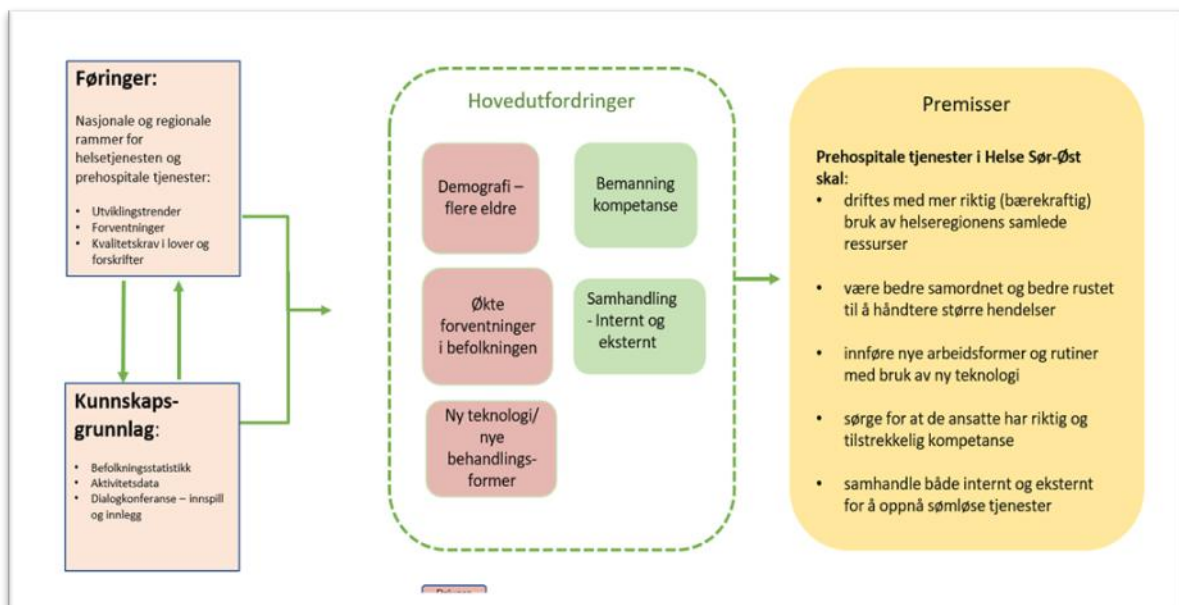 Føringer:
Nasjonale og regionale
rammer for
helsetjenesten og
prehospitale tjenester:
• Utviklingstrender
• Forventninger
• Kvalitetskrav i lover og
forskrifter
Kunnskaps-
grunnlag:
• Befolkningsstatistikk
• Aktivitetsdata
• Dialogkonferanse – innspill
og innlegg
Hovedutfordringer
Demografi –
flere eldre
Bemanning
kompetanse
Økte
forventninger
i befolkningen
Samhandling
- Internt og
eksternt
Ny teknologi/
nye
behandlings-
former
Premisser
Prehospitale tjenester i Helse Sør-Øst
skal:
• driftes med mer riktig (bærekraftig)
bruk av helseregionens samlede
ressurser
• være bedre samordnet og bedre rustet
til å håndtere større hendelser
• innføre nye arbeidsformer og rutiner
med bruk av ny teknologi
• sørge for at de ansatte har riktig og
tilstrekkelig kompetanse
• samhandle både internt og eksternt
for å oppnå sømløse tjenester